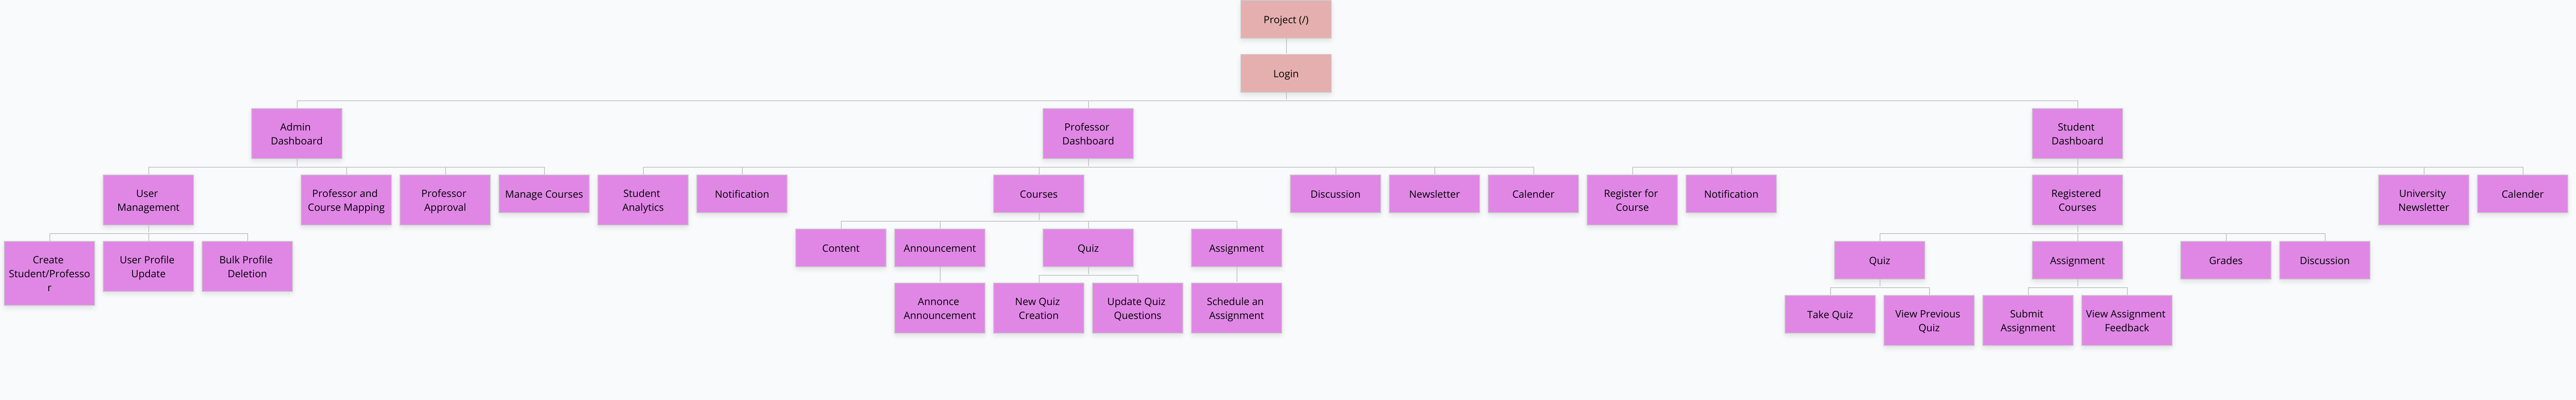 Project (/)
Login
Admin
Dashboard
Professor
Dashboard
Student
Dashboard
User
Management
Professor and
Course Mapping
Professor
Approval
Manage Courses
Student
Analytics
Notification
Courses
Discussion
Newsletter
Calender
Register for
Course
Notification
Registered
Courses
University
Newsletter
Calender
Create
Student/Professo
r
User Profile
Update
Bulk Profile
Deletion
Content
Announcement
Quiz
Assignment
Quiz
Assignment
Grades
Discussion
Annonce
Announcement
New Quiz
Creation
Update Quiz
Questions
Schedule an
Assignment
Take Quiz
View Previous
Quiz
Submit
Assignment
View Assignment
Feedback